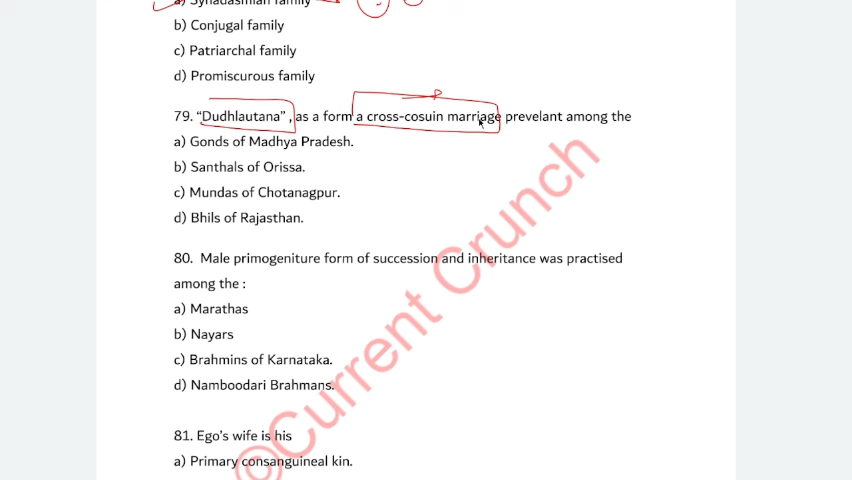 a) Synadasmian family
b) Conjugal family
c) Patriarchal family
d) Promiscurous family
79. “Dudhlautana” , as a form a cross-cosuin marriage prevelant among the
a) Gonds of Madhya Pradesh.
b) Santhals of Orissa.
c) Mundas of Chotanagpur.
d) Bhils of Rajasthan.
80. Male primogeniture form of succession and inheritance was practised
among the :
a) Marathas
b) Nayars
c) Brahmins of Karnataka.
d) Namboodari Brahmans.
81. Ego’s wife is his
a) Primary consanguineal kin.
©Current Crunch